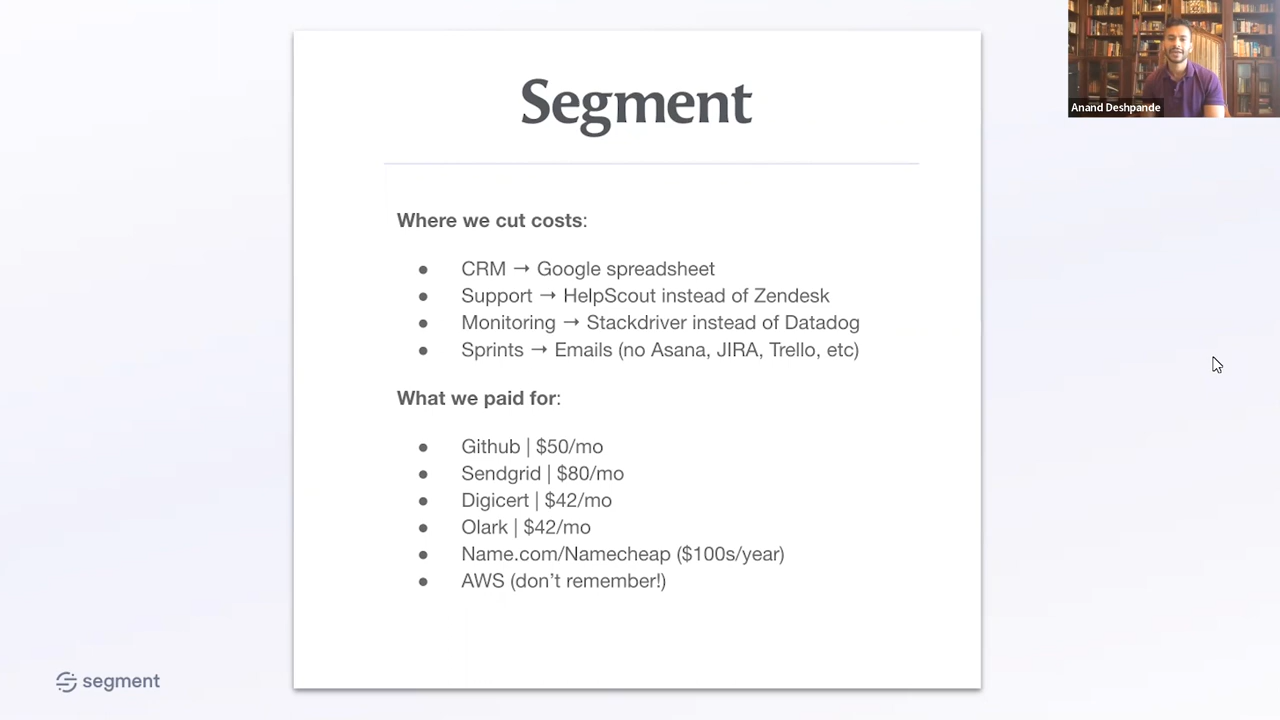 Segment
Anand Deshpande
Where we cut costs:
● CRM → Google spreadsheet
● Support → HelpScout instead of Zendesk
● Monitoring → Stackdriver instead of Datadog
● Sprints → Emails (no Asana, JIRA, Trello, etc)
What we paid for:
● Github | $50/mo
● Sendgrid | $80/mo
● Digicert | $42/mo
● Olark | $42/mo
● Name.com/Namecheap ($100s/year)
● AWS (don’t remember!)
segment